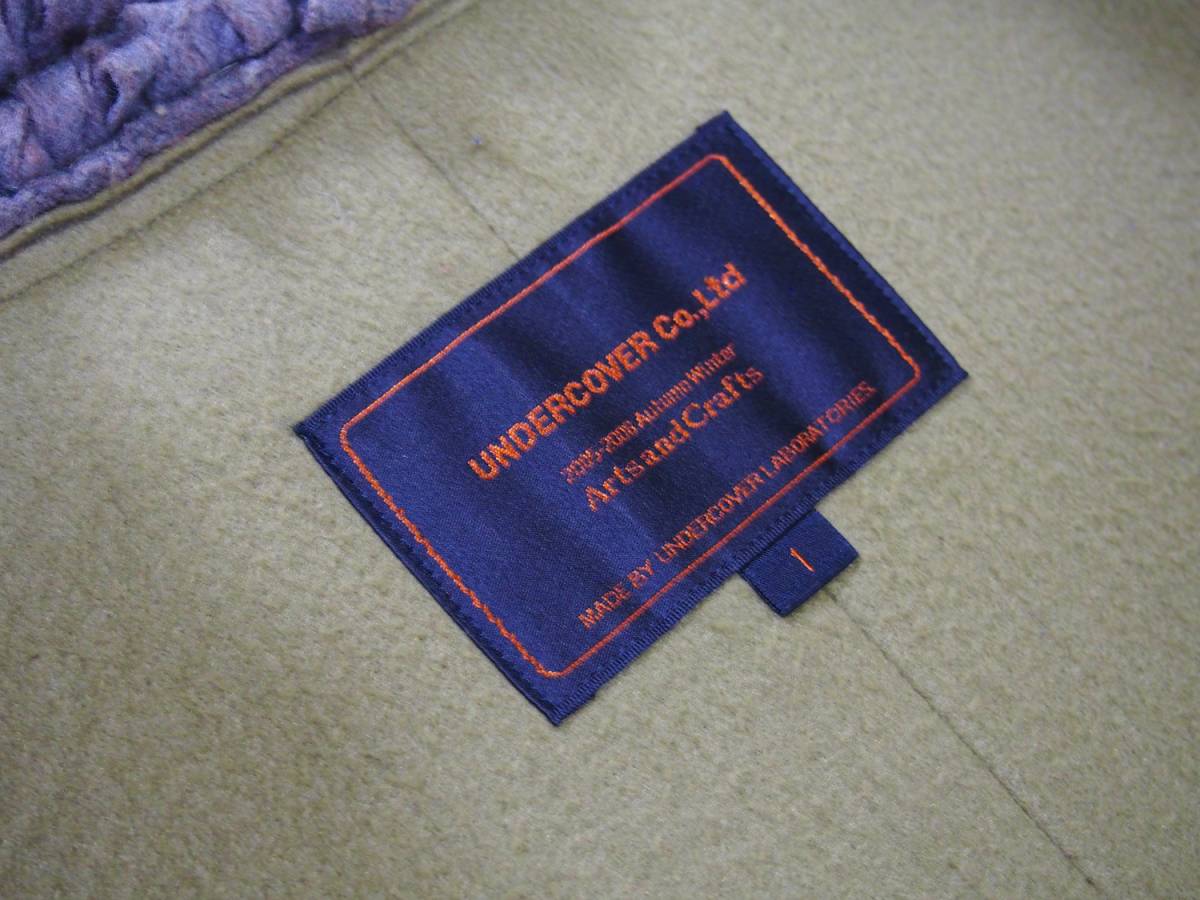 UNDERCOVER Co.,Ltd
2005-2006 Autumn Winter
Arts and Crafts
MADE BY UNDERCOVER LABORATORIES
1